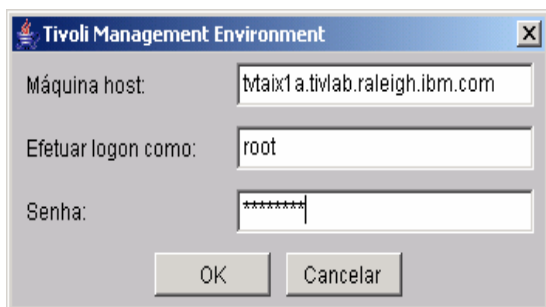 Tivoli Management Environment
Máquina host: tvtaix1a.tivlab.raleigh.ibm.com
Efetuar logon como: root
Senha: ********
OK Cancelar